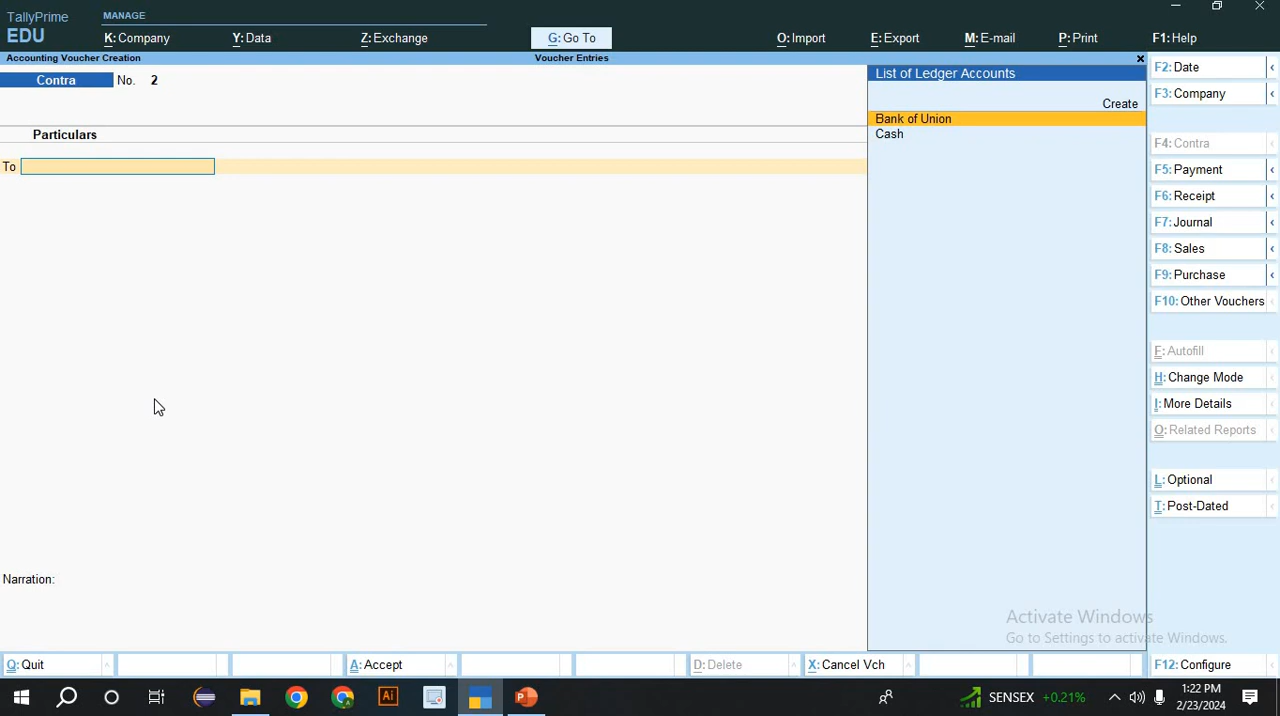 TallyPrime
EDU
MANAGE
K: Company
Y: Data
Z: Exchange
G: Go To
O: Import
E: Export
M: E-mail
P: Print
F1: Help
Accounting Voucher Creation
Voucher Entries
Contra No. 2
Particulars
To
Narration:
List of Ledger Accounts
Create
Bank of Union
Cash
F2: Date
F3: Company
F4: Contra
F5: Payment
F6: Receipt
F7: Journal
F8: Sales
F9: Purchase
F10: Other Vouchers
F: Autofill
H: Change Mode
I: More Details
O: Related Reports
L: Optional
T: Post-Dated
Activate Windows
Go to Settings to activate Windows.
Q: Quit
A: Accept
D: Delete
X: Cancel Vch
F12: Configure
Ai
SENSEX +0.21%
1:22 PM
2/23/2024